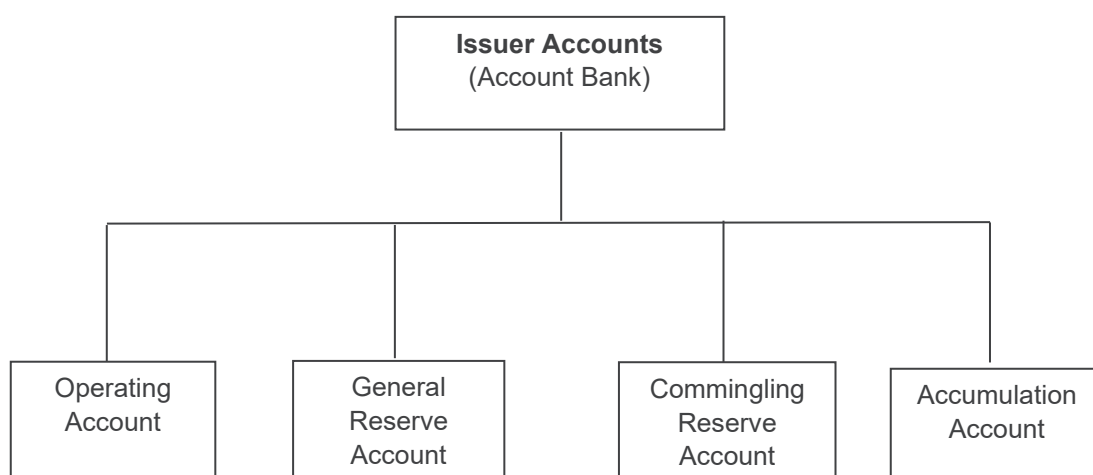 Issuer Accounts
(Account Bank)
Operating
Account
General
Reserve
Account
Commingling
Reserve
Account
Accumulation
Account